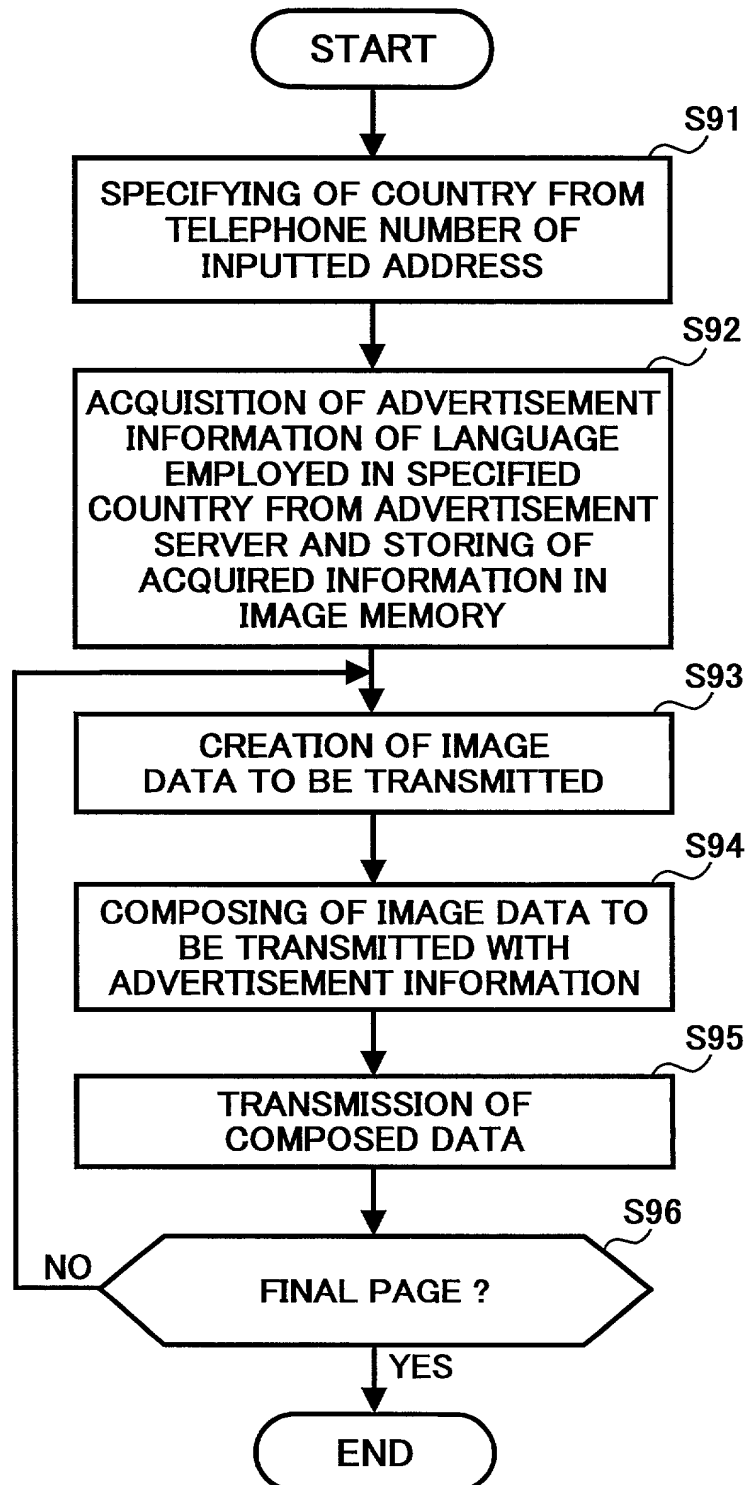 START
S91
SPECIFYING OF COUNTRY FROM
TELEPHONE NUMBER OF
INPUTTED ADDRESS
S92
ACQUISITION OF ADVERTISEMENT
INFORMATION OF LANGUAGE
EMPLOYED IN SPECIFIED
COUNTRY FROM ADVERTISEMENT
SERVER AND STORING OF
ACQUIRED INFORMATION IN
IMAGE MEMORY
S93
CREATION OF IMAGE
DATA TO BE TRANSMITTED
S94
COMPOSING OF IMAGE DATA TO
BE TRANSMITTED WITH
ADVERTISEMENT INFORMATION
S95
TRANSMISSION OF
COMPOSED DATA
S96
NO
FINAL PAGE ?
YES
END